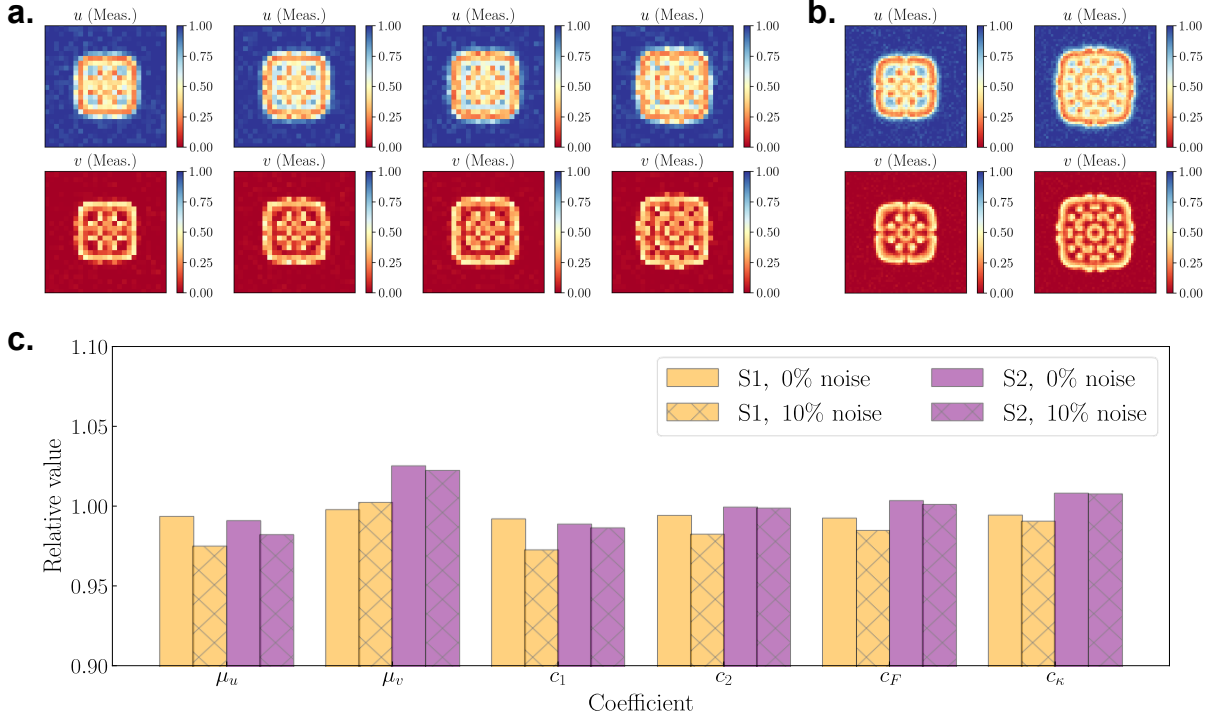 a.
u (Meas.) u (Meas.) u (Meas.) u (Meas.)
1.00 1.00 1.00 1.00
0.75 0.75 0.75 0.75
0.50 0.50 0.50 0.50
0.25 0.25 0.25 0.25
0.00 0.00 0.00 0.00
v (Meas.) v (Meas.) v (Meas.) v (Meas.)
1.00 1.00 1.00 1.00
0.75 0.75 0.75 0.75
0.50 0.50 0.50 0.50
0.25 0.25 0.25 0.25
0.00 0.00 0.00 0.00
b.
u (Meas.) u (Meas.)
1.00 1.00
0.75 0.75
0.50 0.50
0.25 0.25
0.00 0.00
v (Meas.) v (Meas.)
1.00 1.00
0.75 0.75
0.50 0.50
0.25 0.25
0.00 0.00
c.
Relative value
1.10
1.05
1.00
0.95
0.90
S1, 0% noise S2, 0% noise
S1, 10% noise S2, 10% noise
μ_u μ_v c_1 c_2 c_F c_κ
Coefficient